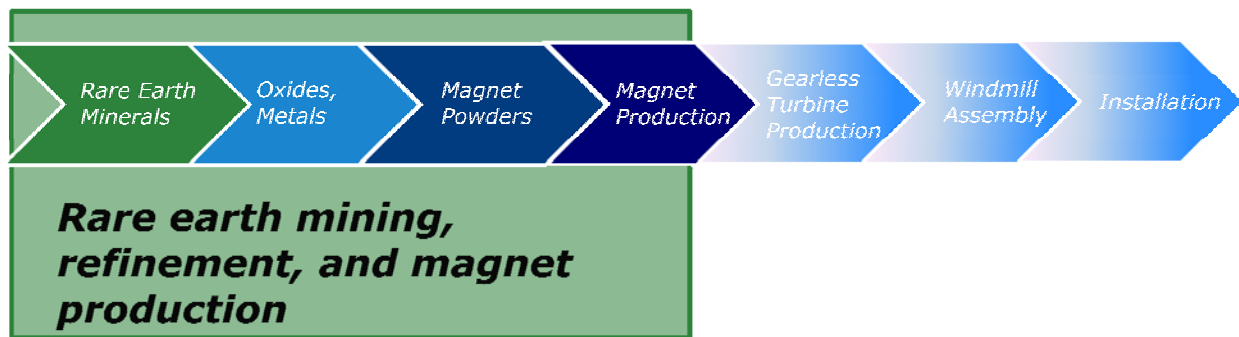 Rare Earth
Minerals
Oxides,
Metals
Magnet
Powders
Magnet
Production
Gearless
Turbine
Production
Windmill
Assembly
Installation
Rare earth mining,
refinement, and magnet
production